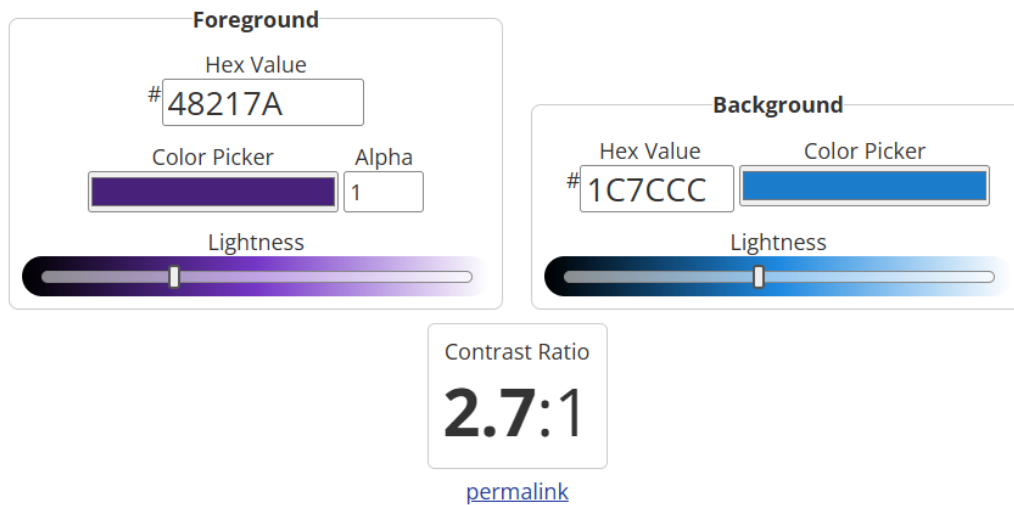 Foreground
Hex Value
#48217A
Color Picker Alpha
1
Lightness
Background
Hex Value Color Picker
#1C7CCC
Lightness
Contrast Ratio
2.7:1
permalink